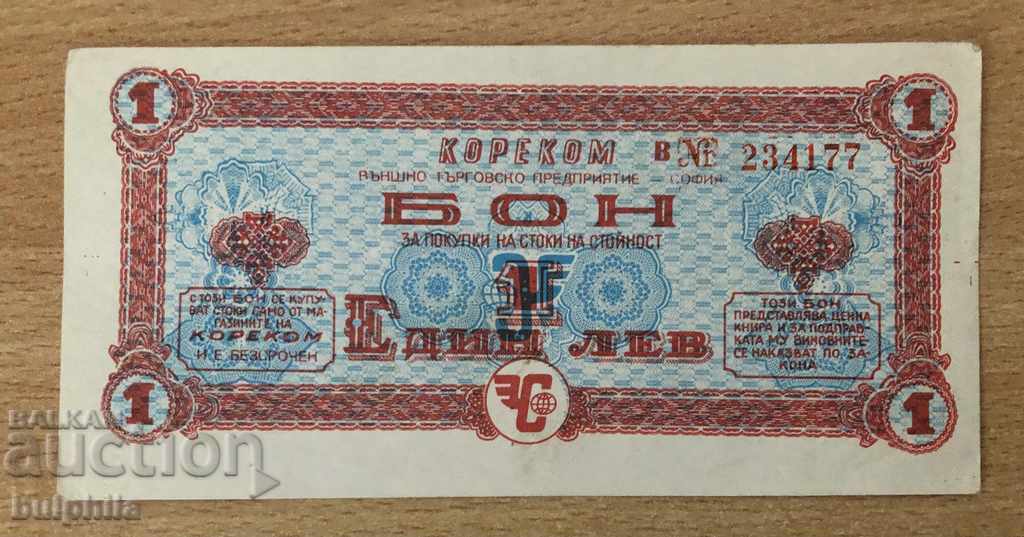 1
1
КОРЕКОМ В № 234177
ВЪНШНО ТЪРГОВСКО ПРЕДПРИЯТИЕ СОФИЯ
БОН
ЗА ПОКУПКИ НА СТОКИ НА СТОЙНОСТ
1
ЕДИН ЛЕВ
С ТОЗИ БОН СЕ КУПУ-
ВАТ СТОКИ САМО ОТ МА-
ГАЗИНИТЕ НА
КОРЕКОМ
И Е БЕЗСРОЧЕН
ТОЗИ БОН
ПРЕДСТАВЛЯВА ЦЕННА
КНИГА И ЗА ПОДПРАВ-
КАТА МУ ВИНОВНИТЕ
СЕ НАКАЗВАТ ПО ЗА-
КОНА
1
1
BALKAN
auction
bulphila